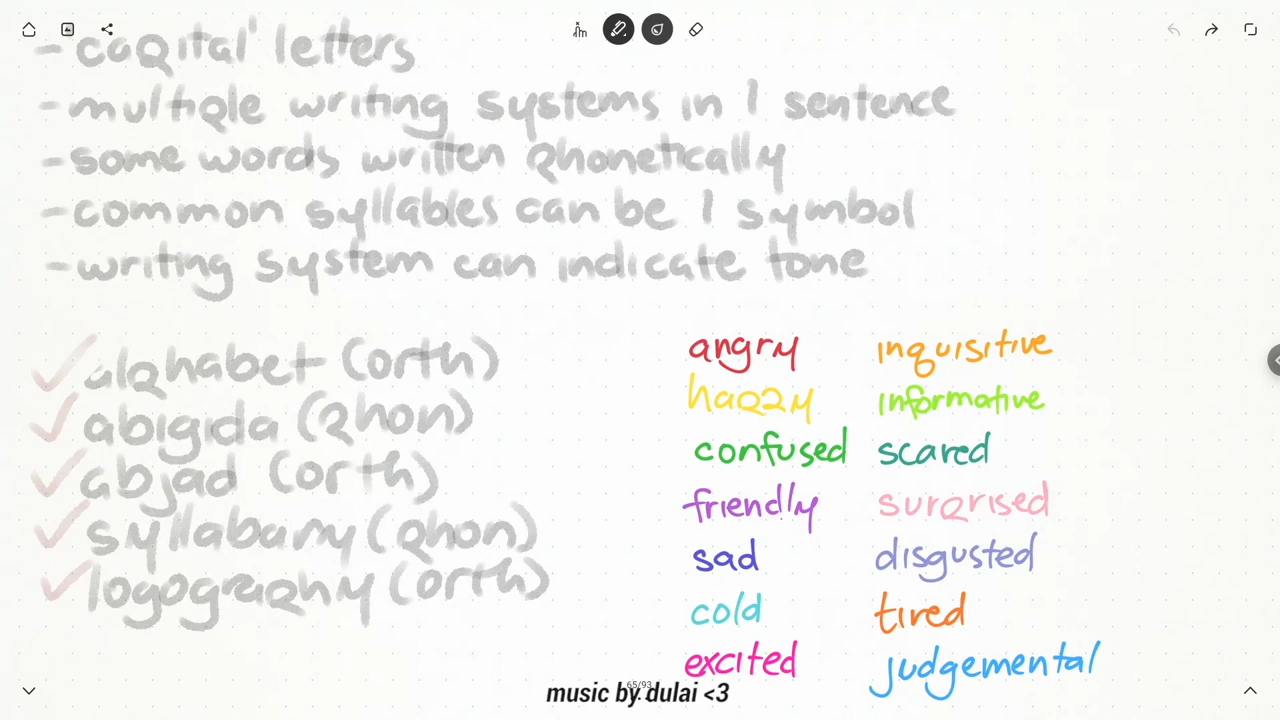 - capital letters
- multiple writing systems in 1 sentence
- some words written phonetically
- common syllables can be 1 symbol
- writing system can indicate tone
alphabet (orth)
abigida (phon)
abjad (orth)
syllabary (phon)
logography (orth)
angry
happy
confused
friendly
sad
cold
excited
inquisitive
informative
scared
surprised
disgusted
tired
judgemental
65/93
music by dulai <3